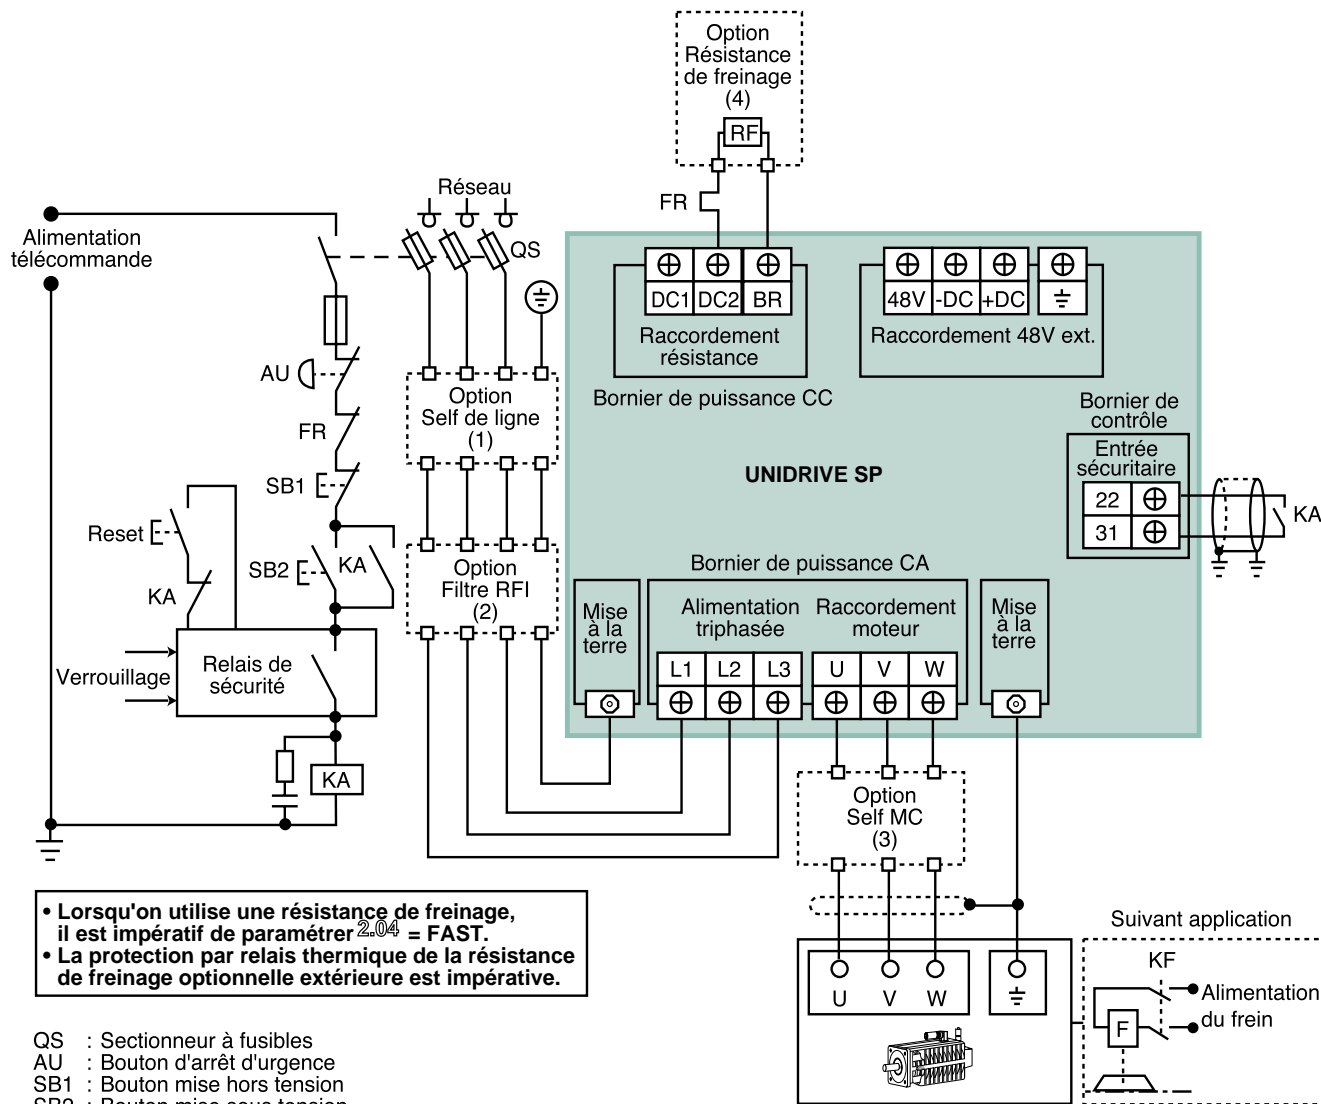 Option
Résistance
de freinage
(4)
RF
FR
Réseau
QS
Alimentation
télécommande
AU
FR
SB1
Reset
SB2
KA
KA
Verrouillage
Relais de
sécurité
KA
Option
Self de ligne
(1)
Option
Filtre RFI
(2)
DC1 DC2 BR
Raccordement
résistance
Bornier de puissance CC
48V -DC +DC
Raccordement 48V ext.
Bornier de
contrôle
Entrée
sécuritaire
22
31
KA
UNIDRIVE SP
Bornier de puissance CA
Mise
à la
terre
Alimentation
triphasée
L1 L2 L3
Raccordement
moteur
U V W
Mise
à la
terre
Option
Self MC
(3)
U V W
Suivant application
KF
F
Alimentation
du frein
• Lorsqu'on utilise une résistance de freinage,
il est impératif de paramétrer 2.04 = FAST.
• La protection par relais thermique de la résistance
de freinage optionnelle extérieure est impérative.
QS : Sectionneur à fusibles
AU : Bouton d'arrêt d'urgence
SB1 : Bouton mise hors tension
SB2 : Bouton mise sous tension